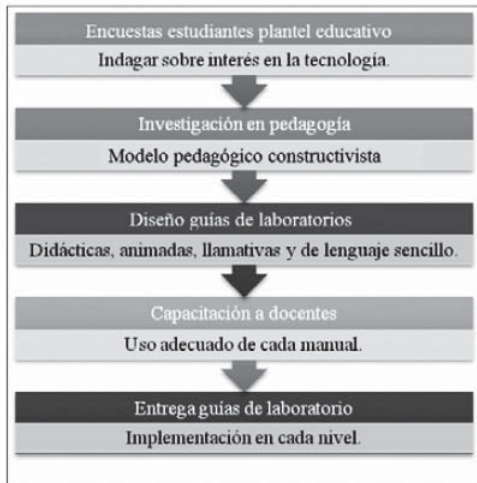 Encuestas estudiantes plantel educativo
Indagar sobre interés en la tecnología.
Investigación en pedagogía
Modelo pedagógico constructivista
Diseño guías de laboratorios
Didácticas, animadas, llamativas y de lenguaje sencillo.
Capacitación a docentes
Uso adecuado de cada manual.
Entrega guías de laboratorio
Implementación en cada nivel.